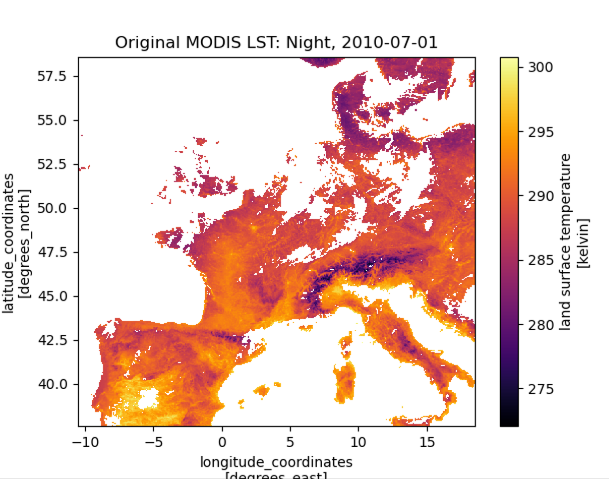 Original MODIS LST: Night, 2010-07-01
57.5
55.0
52.5
50.0
47.5
45.0
42.5
40.0
latitude_coordinates
[degrees_north]
−10
−5
0
5
10
15
longitude_coordinates
[degrees_east]
300
295
290
285
280
275
land surface temperature
[kelvin]